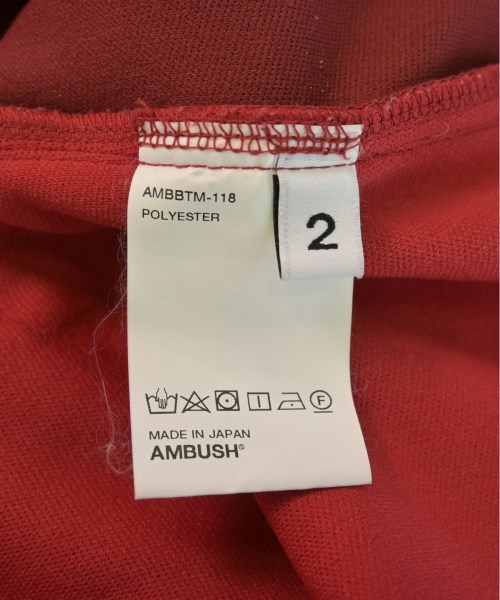 AMBBTM-118
POLYESTER
2
F
MADE IN JAPAN
AMBUSH®